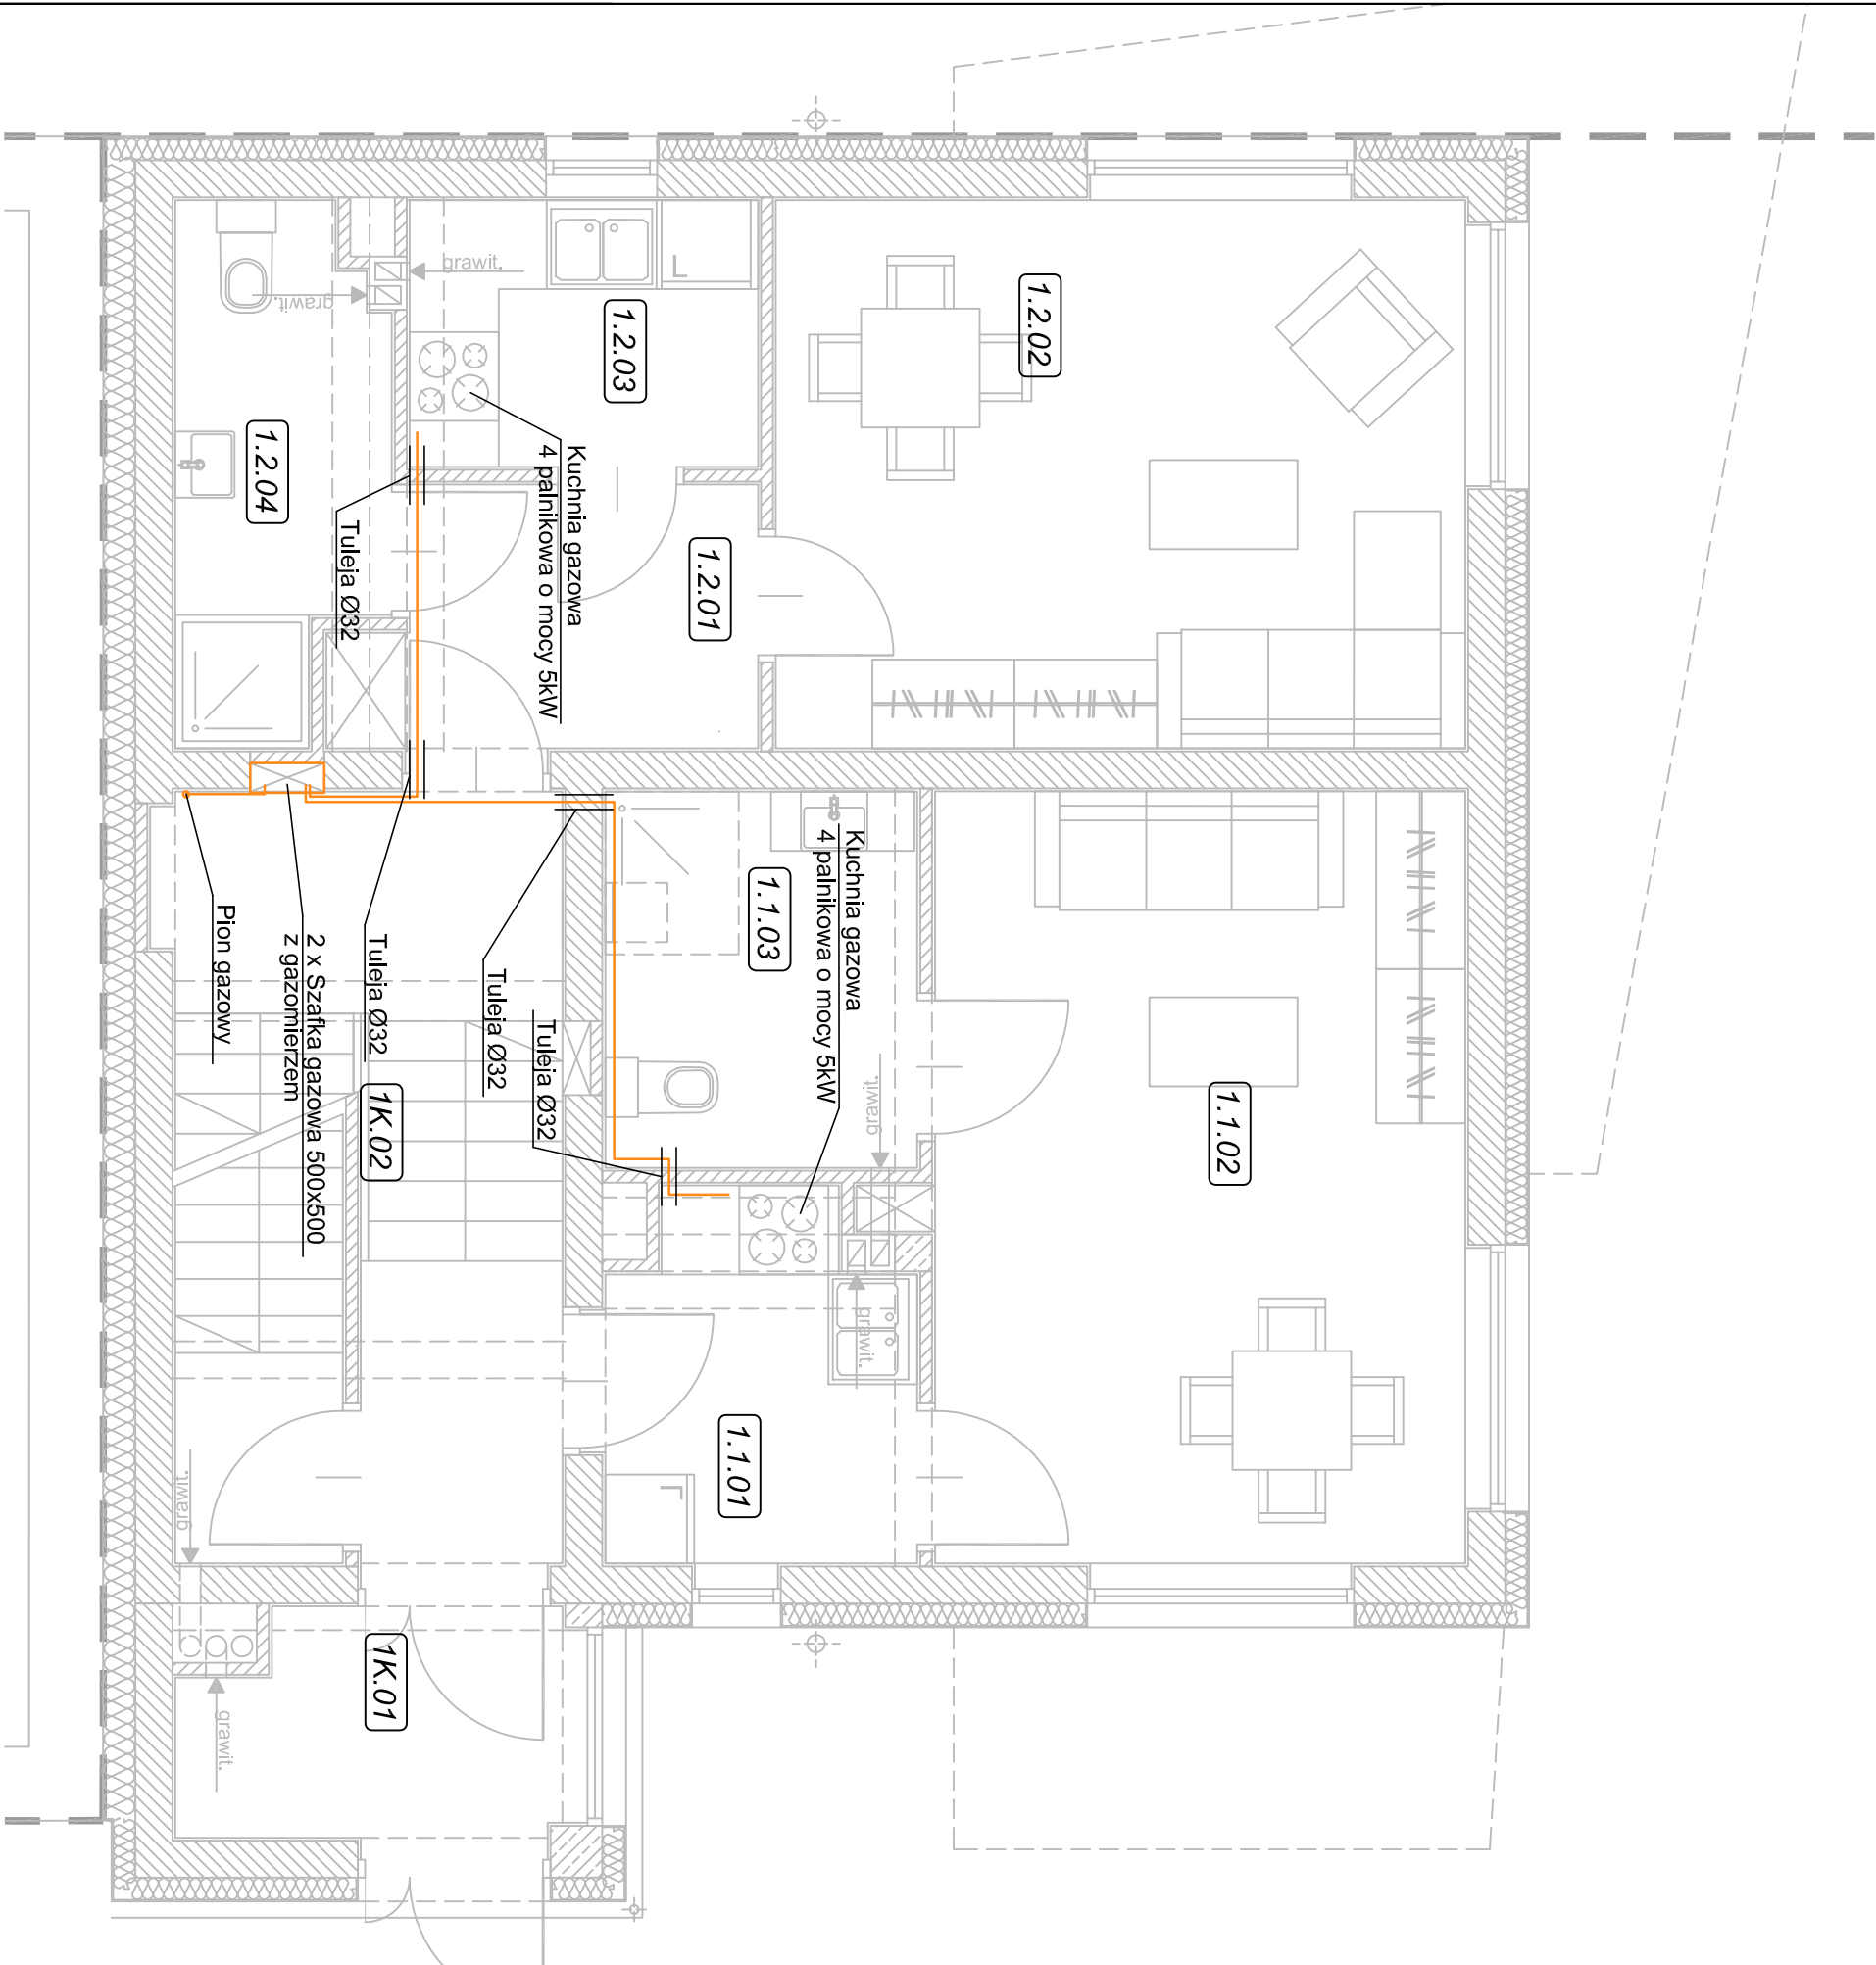 1.2.02
1.2.03
1.2.04
1.2.01
grawit.
grawit.
L
Kuchnia gazowa
4 palnikowa o mocy 5kW
Tuleja Ø32
1.1.03
Kuchnia gazowa
4 palnikowa o mocy 5kW
grawit.
1.1.02
Tuleja Ø32
Tuleja Ø32
Tuleja Ø32
2 x Szafka gazowa 500x500
z gazomierzem
Pion gazowy
1K.02
grawit.
1.1.01
L
grawit.
1K.01
grawit.